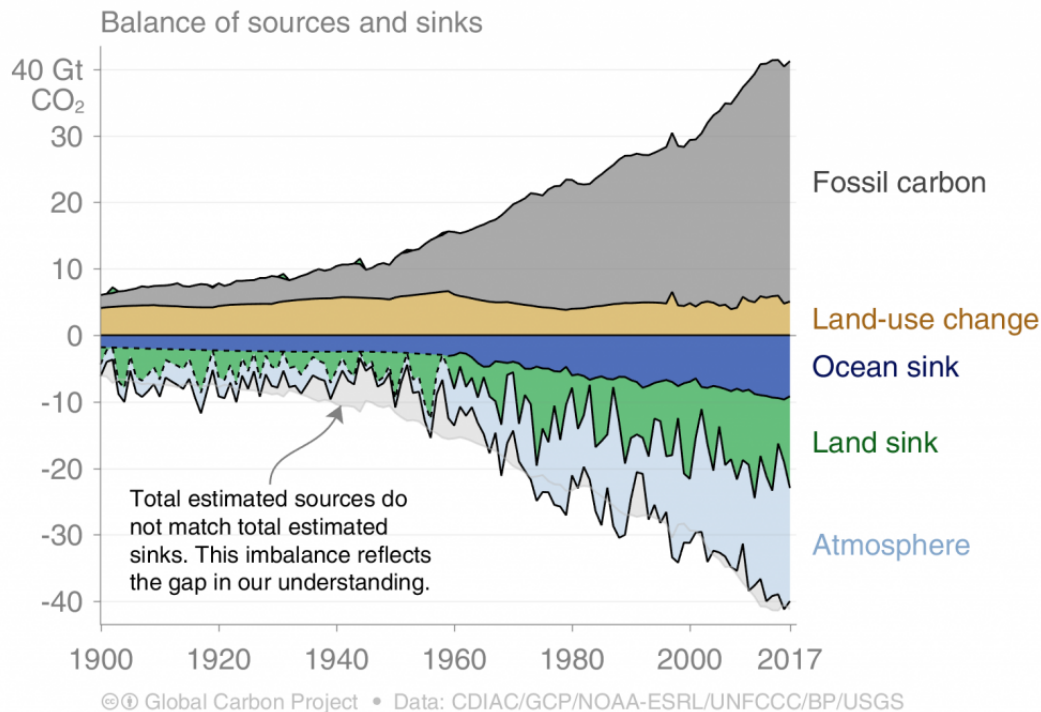 Balance of sources and sinks
40 Gt
CO₂
30
20
10
0
-10
-20
-30
-40
Fossil carbon
Land-use change
Ocean sink
Land sink
Atmosphere
Total estimated sources do
not match total estimated
sinks. This imbalance reflects
the gap in our understanding.
1900 1920 1940 1960 1980 2000 2017
Global Carbon Project • Data: CDIAC/GCP/NOAA-ESRL/UNFCCC/BP/USGS